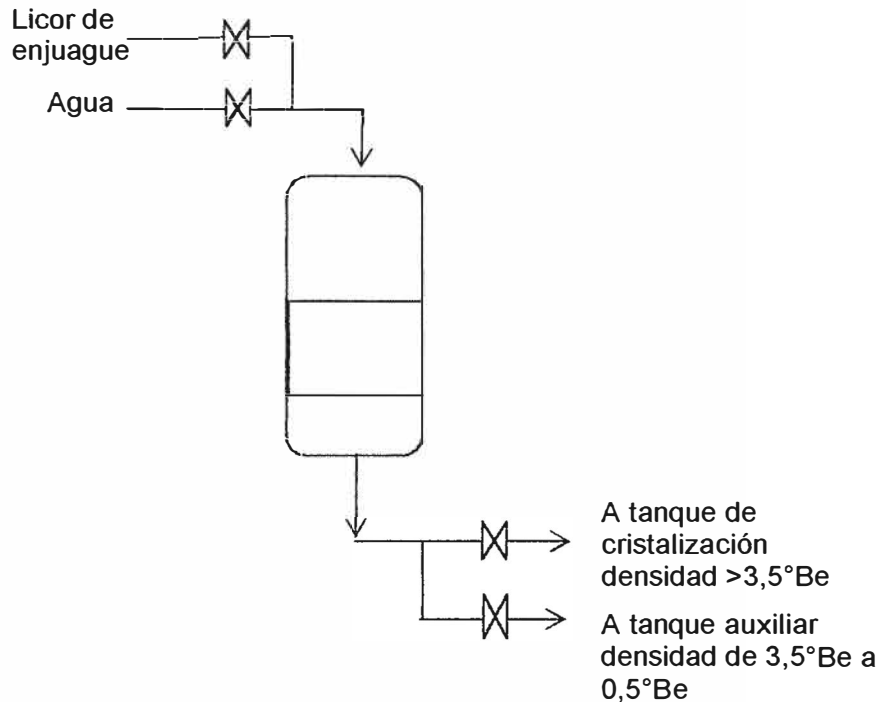 Licor de
enjuague
Agua
A tanque de
cristalización
densidad >3,5°Be
A tanque auxiliar
densidad de 3,5°Be a
0,5°Be